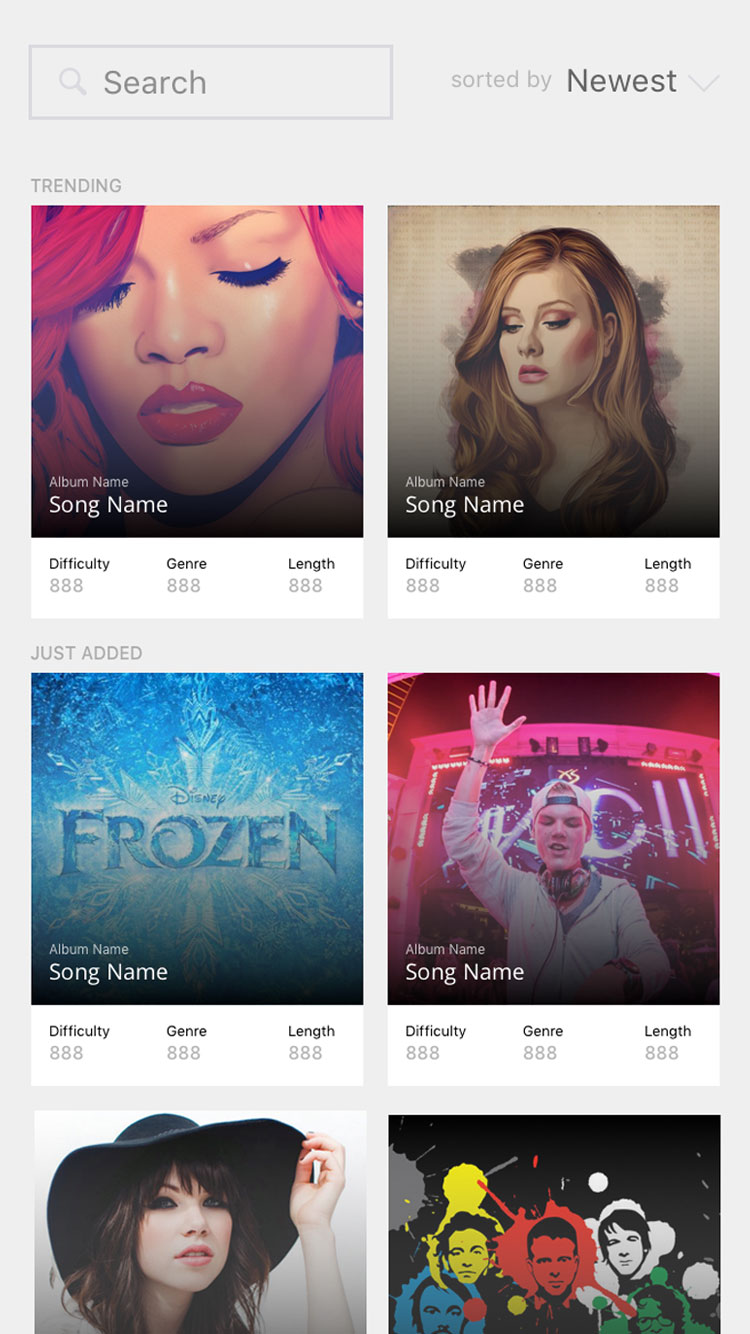 Search
sorted by Newest
TRENDING
Album Name
Song Name
Difficulty Genre Length
888 888 888
Album Name
Song Name
Difficulty Genre Length
888 888 888
JUST ADDED
DISNEY
FROZEN
Album Name
Song Name
Difficulty Genre Length
888 888 888
XS
CII
Album Name
Song Name
Difficulty Genre Length
888 888 888